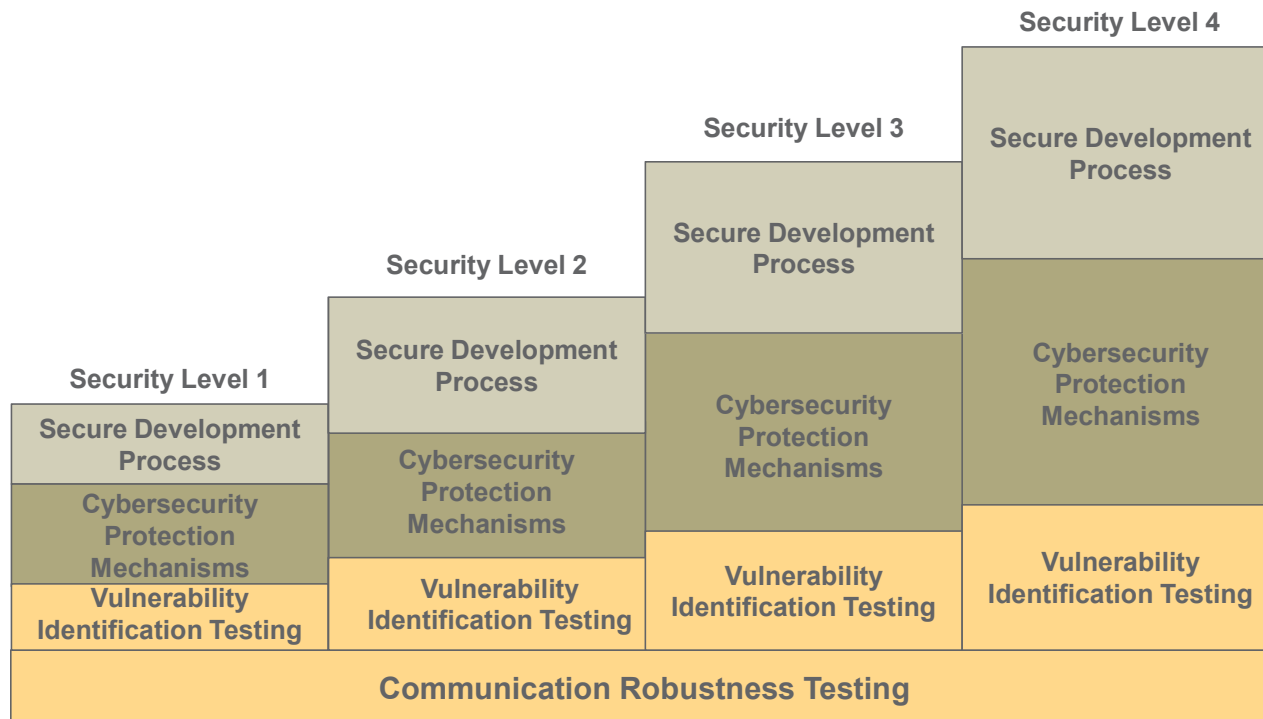 Security Level 1
Secure Development
Process
Cybersecurity
Protection
Mechanisms
Vulnerability
Identification Testing
Security Level 2
Secure Development
Process
Cybersecurity
Protection
Mechanisms
Vulnerability
Identification Testing
Security Level 3
Secure Development
Process
Cybersecurity
Protection
Mechanisms
Vulnerability
Identification Testing
Security Level 4
Secure Development
Process
Cybersecurity
Protection
Mechanisms
Vulnerability
Identification Testing
Communication Robustness Testing